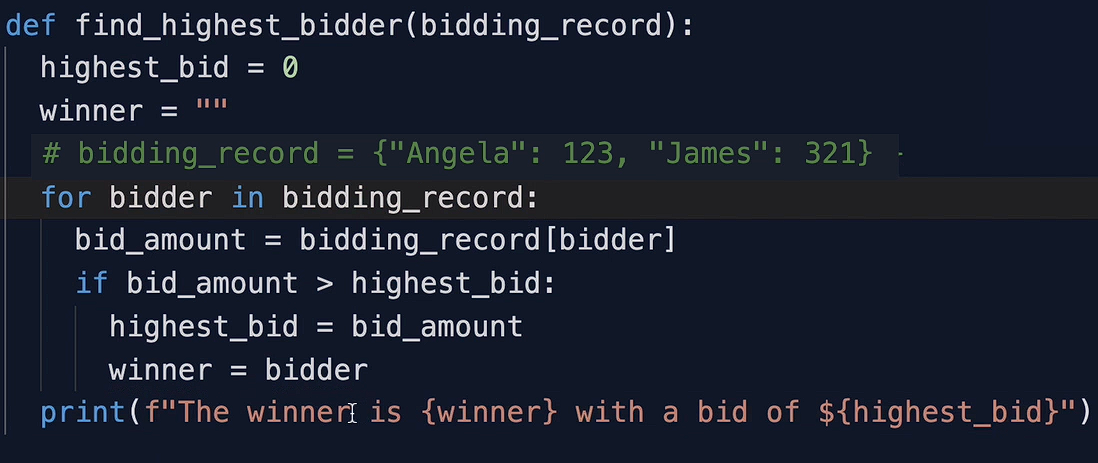 def find_highest_bidder(bidding_record):
  highest_bid = 0
  winner = ""
  # bidding_record = {"Angela": 123, "James": 321}
  for bidder in bidding_record:
    bid_amount = bidding_record[bidder]
    if bid_amount > highest_bid:
      highest_bid = bid_amount
      winner = bidder
  print(f"The winner is {winner} with a bid of ${highest_bid}")